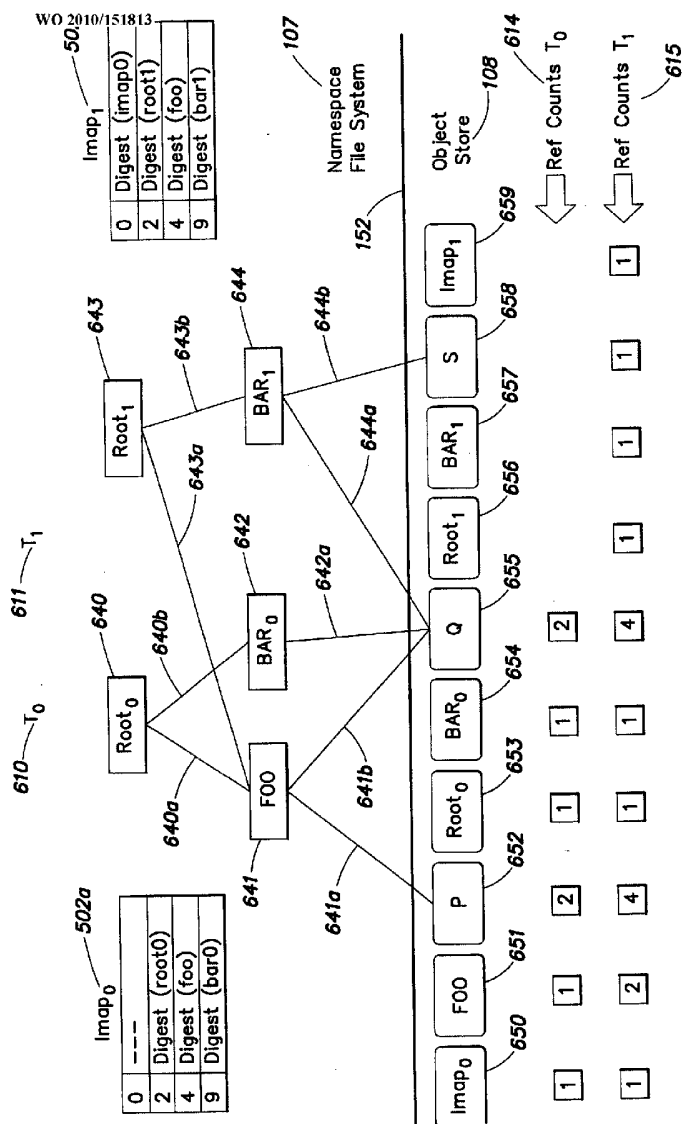 WO 2010/151813
Imap₀
502a
0 ---
2 Digest (root0)
4 Digest (foo)
9 Digest (bar0)
610 T₀
611 T₁
Imap₁
50
0 Digest (imap0)
2 Digest (root1)
4 Digest (foo)
9 Digest (bar1)
Root₀
640
Root₁
643
640a
640b
643a
643b
641
FOO
BAR₀
642
BAR₁
644
641a
641b
642a
644a
644b
Namespace
File System
107
152
Object
Store
108
Imap₀
FOO
P
Root₀
BAR₀
Q
Root₁
BAR₁
S
Imap₁
650
651
652
653
654
655
656
657
658
659
1 1 2 1 1 2
Ref Counts T₀
614
1 2 4 1 1 4 1 1 1 1
Ref Counts T₁
615